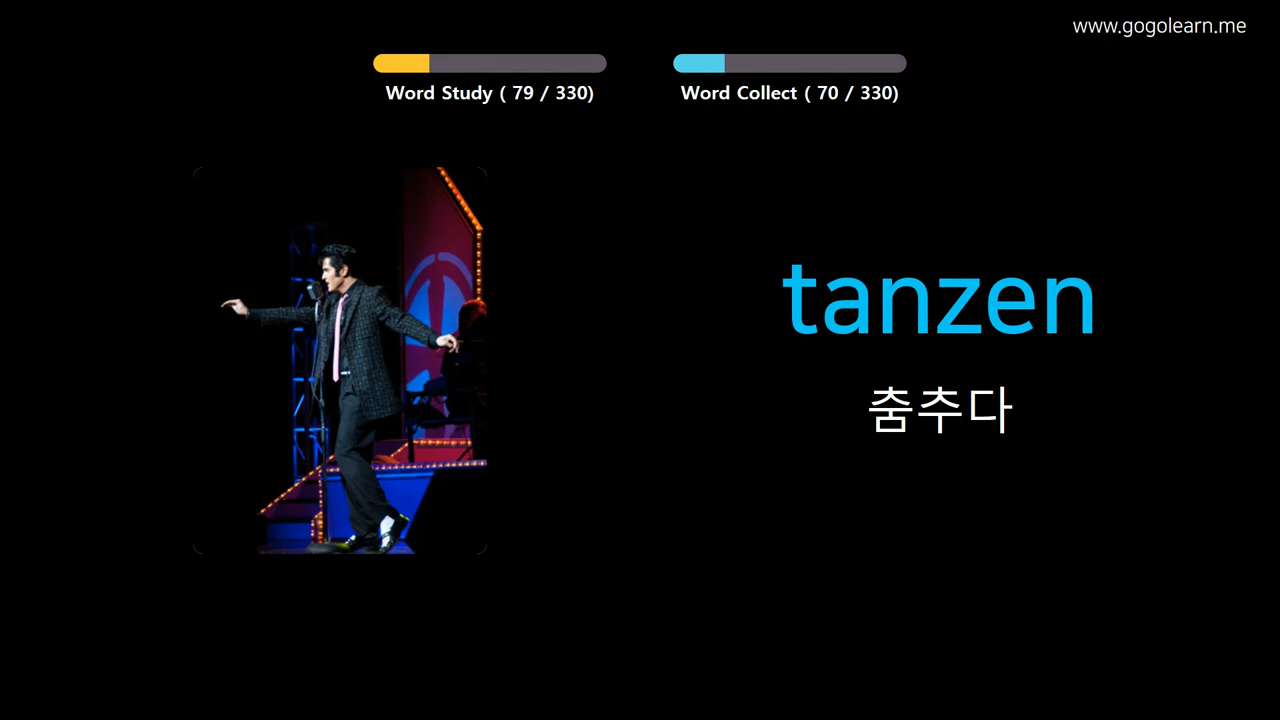 www.gogolearn.me
Word Study ( 79 / 330)
Word Collect ( 70 / 330)
tanzen
춤추다